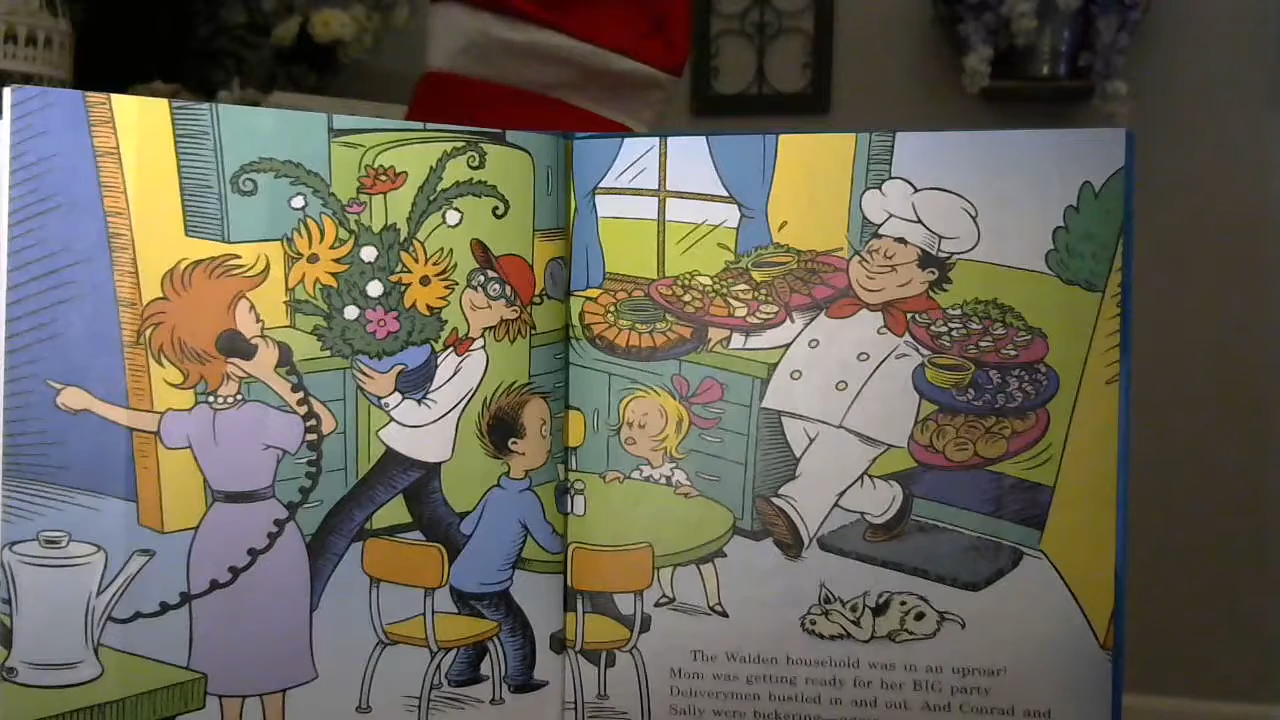 The Walden household was in an uproar!
Mom was getting ready for her BIG party
Deliverymen bustled in and out. And Conrad and
Sally were bickering